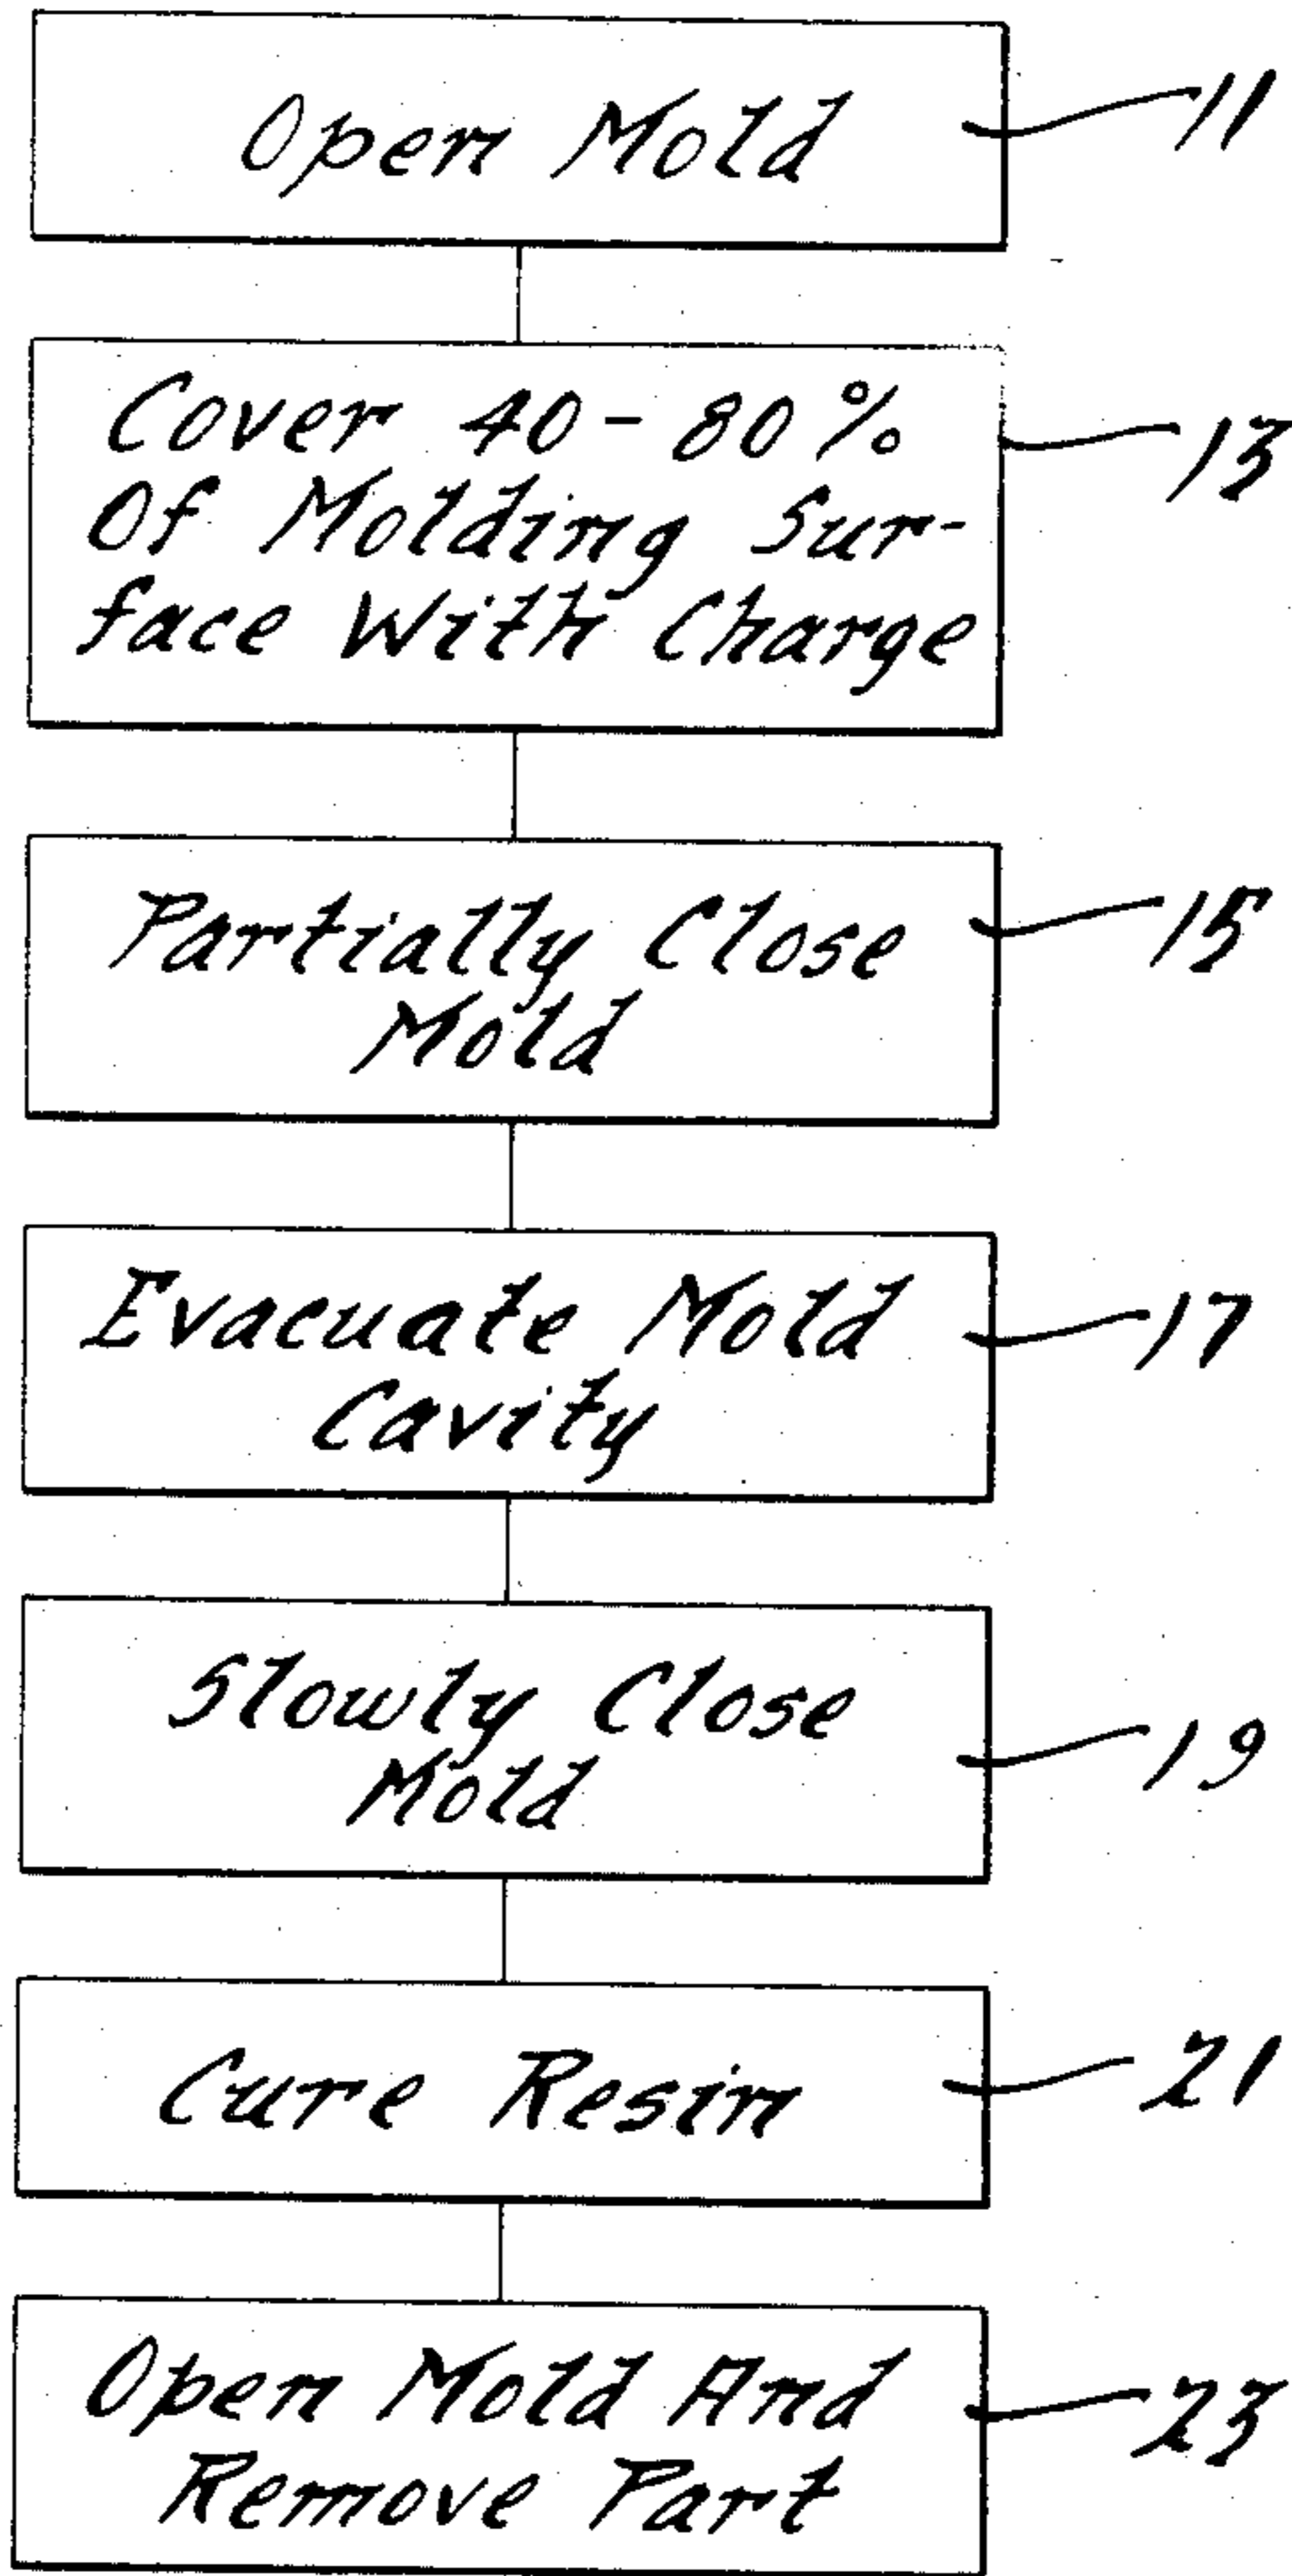 Open Mold
11
Cover 40-80%
Of Molding Sur-
face With Charge
13
Partially Close
Mold
15
Evacuate Mold
Cavity
17
Slowly Close
Mold
19
Cure Resin
21
Open Mold And
Remove Part
23